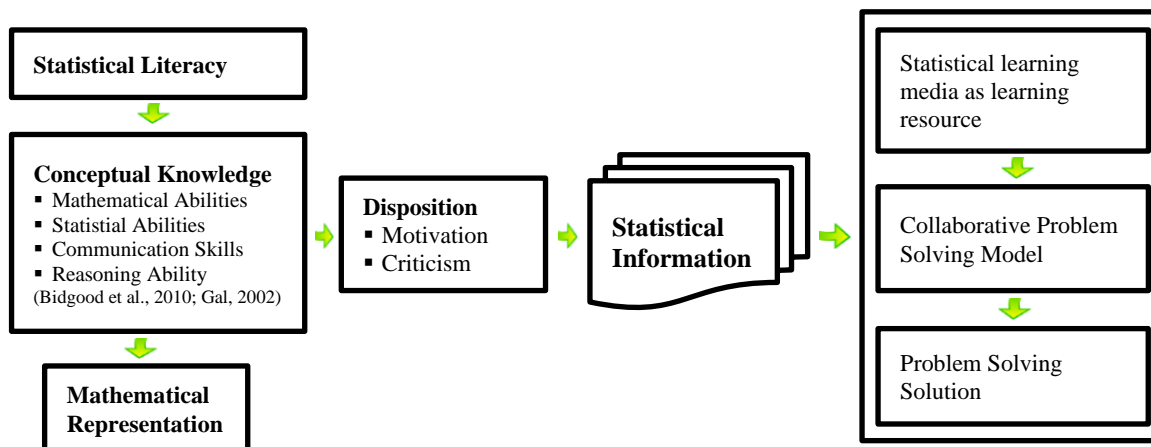 Statistical Literacy
Conceptual Knowledge
▪ Mathematical Abilities
▪ Statistial Abilities
▪ Communication Skills
▪ Reasoning Ability
(Bidgood et al., 2010; Gal, 2002)
Mathematical
Representation
Disposition
▪ Motivation
▪ Criticism
Statistical
Information
Statistical learning
media as learning
resource
Collaborative Problem
Solving Model
Problem Solving
Solution